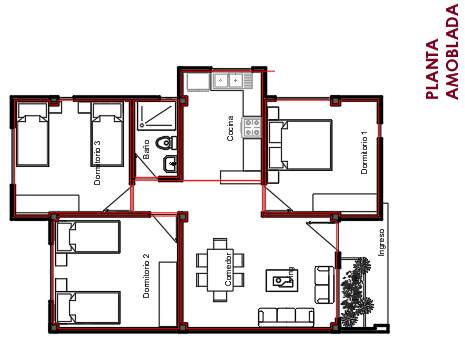 PLANTA
AMOBLADA
Cocina
Baño
Dormitorio 3
Dormitorio 1
Dormitorio 2
Comedor
Ingreso